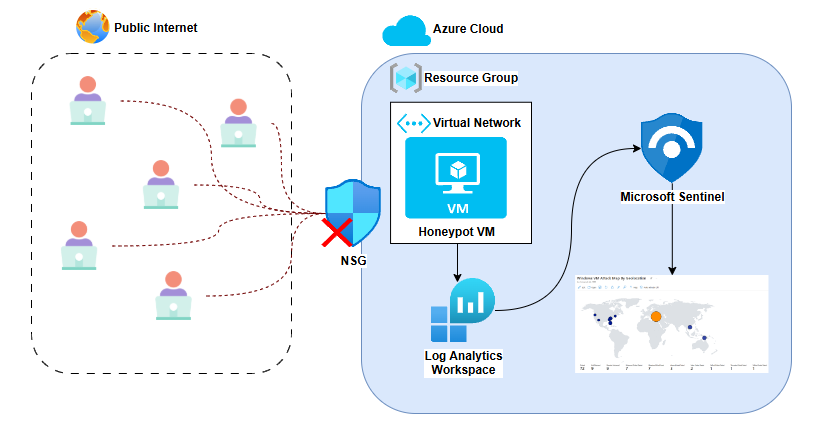 Public Internet
Azure Cloud
Resource Group
Virtual Network
VM
Honeypot VM
NSG
Microsoft Sentinel
Log Analytics
Workspace
Windows VM Attack Map By Geolocation